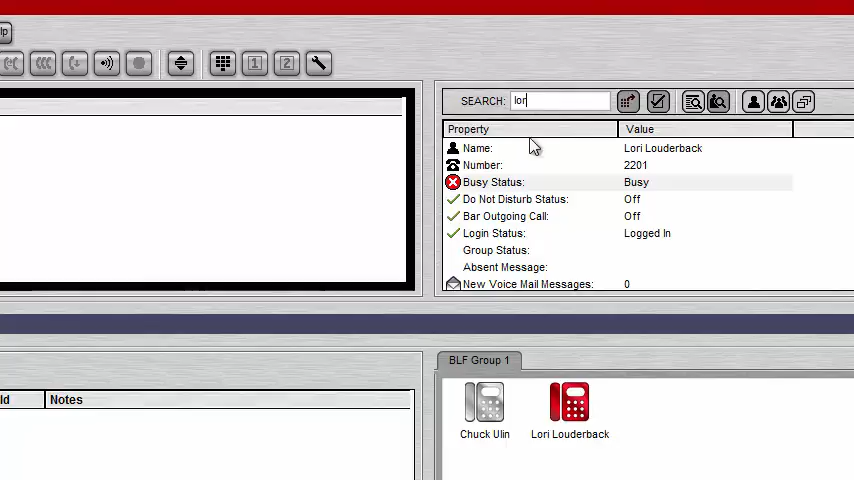 lp
1
2
SEARCH: lor
Property Value
Name: Lori Louderback
Number: 2201
Busy Status: Busy
Do Not Disturb Status: Off
Bar Outgoing Call: Off
Login Status: Logged In
Group Status:
Absent Message:
New Voice Mail Messages: 0
BLF Group 1
ld Notes
Chuck Ulin Lori Louderback